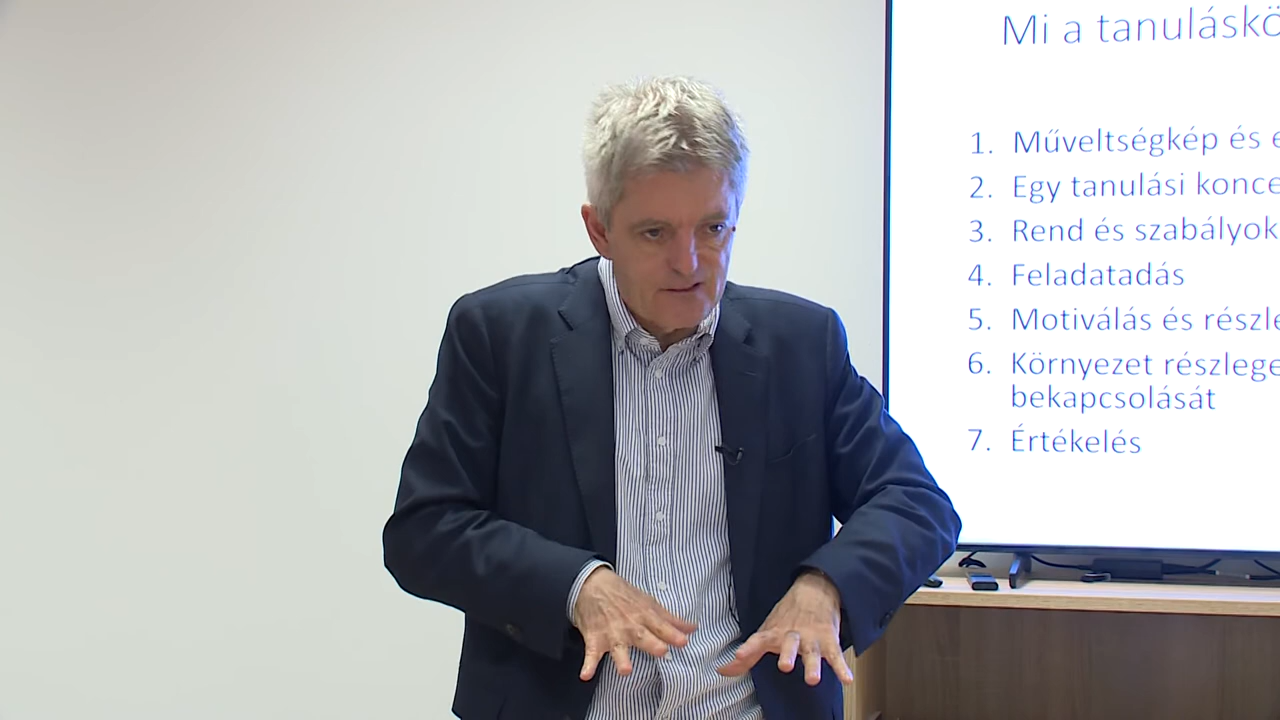 Mi a tanuláskö
1. Műveltségkép és e
2. Egy tanulási konce
3. Rend és szabályok
4. Feladatadás
5. Motiválás és részle
6. Környezet részlege
bekapcsolását
7. Értékelés